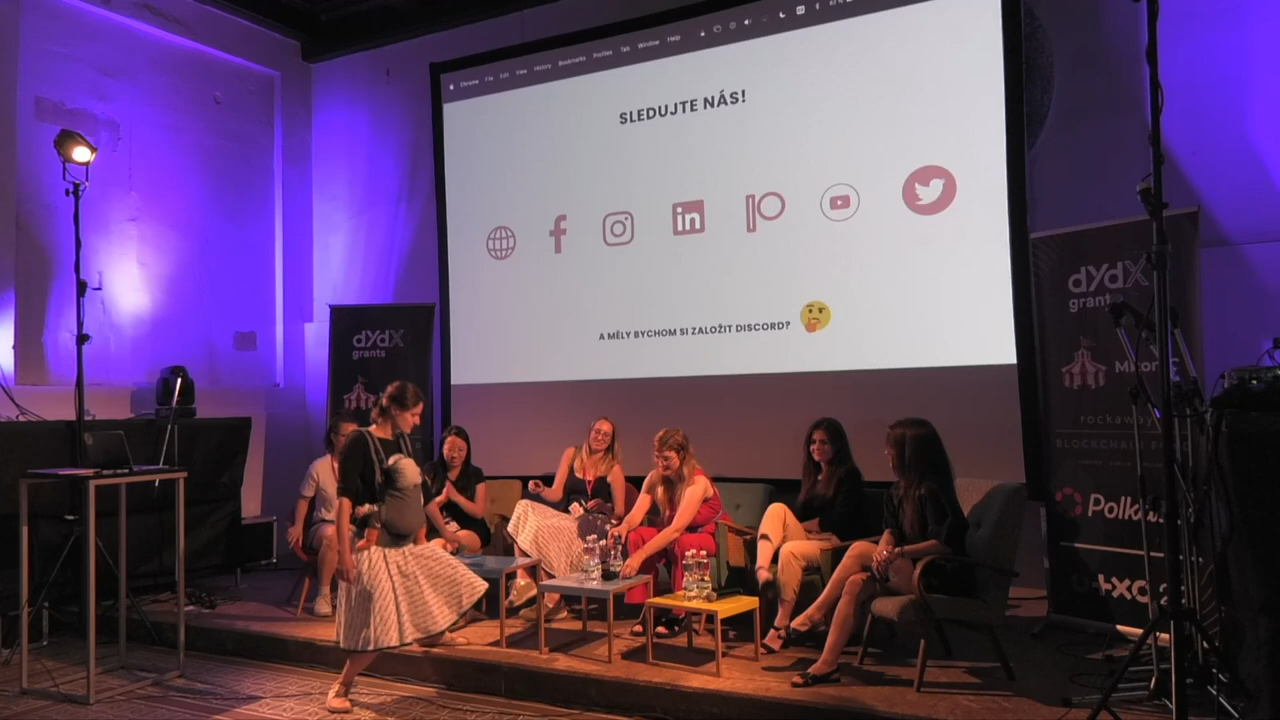 Chrome File Edit View History Bookmarks Profiles Tab Window Help
SLEDUJTE NÁS!
in
A MĚLY BYCHOM SI ZALOŽIT DISCORD?
dYdX
grants
dYdX
grants
rockaway
BLOCKCHAIN